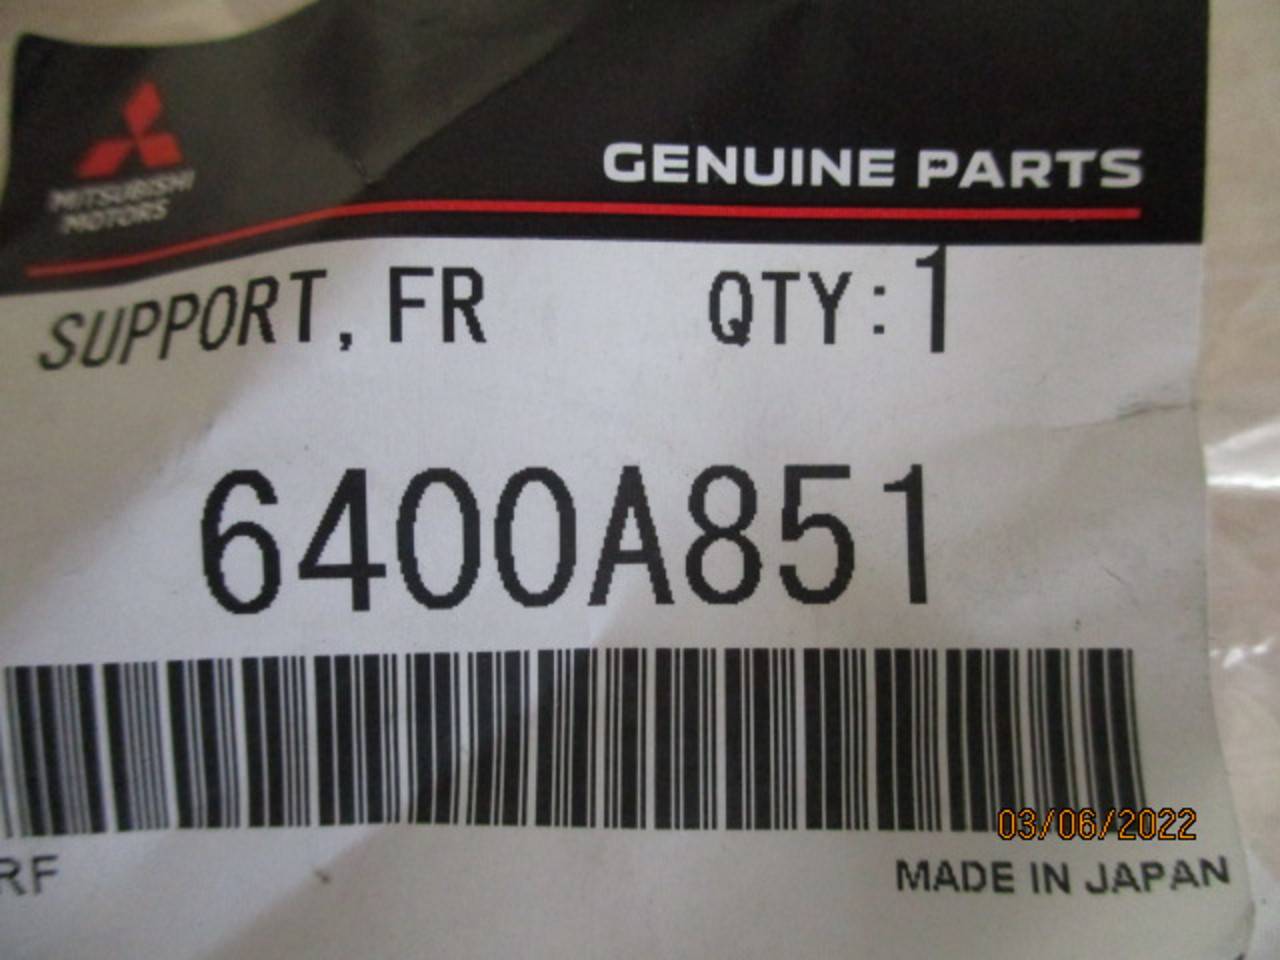 MITSUBISHI
MOTORS
GENUINE PARTS
SUPPORT, FR QTY:1
6400A851
03/06/2022
RF MADE IN JAPAN